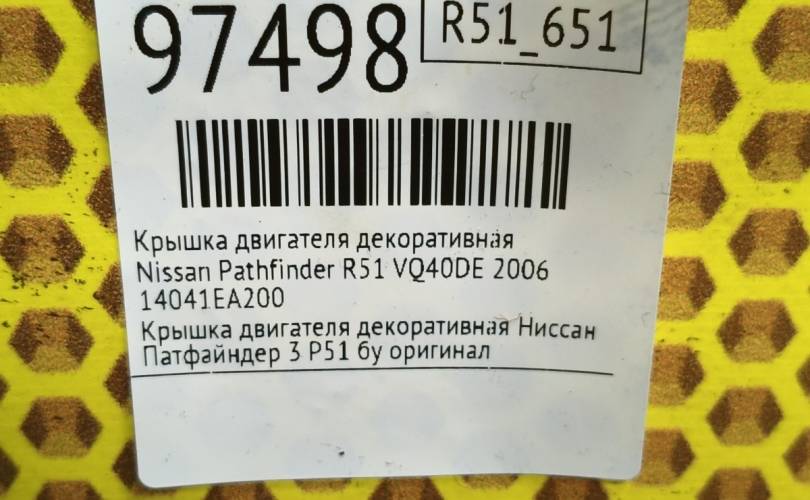 97498
R51_651
Крышка двигателя декоративная
Nissan Pathfinder R51 VQ40DE 2006
14041EA200
Крышка двигателя декоративная Ниссан
Патфайндер 3 Р51 бу оригинал